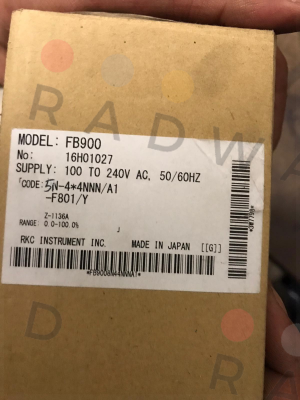 MODEL: FB900
No: 16H01027
SUPPLY: 100 TO 240V AC, 50/60HZ
CODE: 5N-4*4NNN/A1
-F801/Y
Z-1136A
RANGE: 0.0-100.0%
RKC INSTRUMENT INC. MADE IN JAPAN [[G]]
RADWA